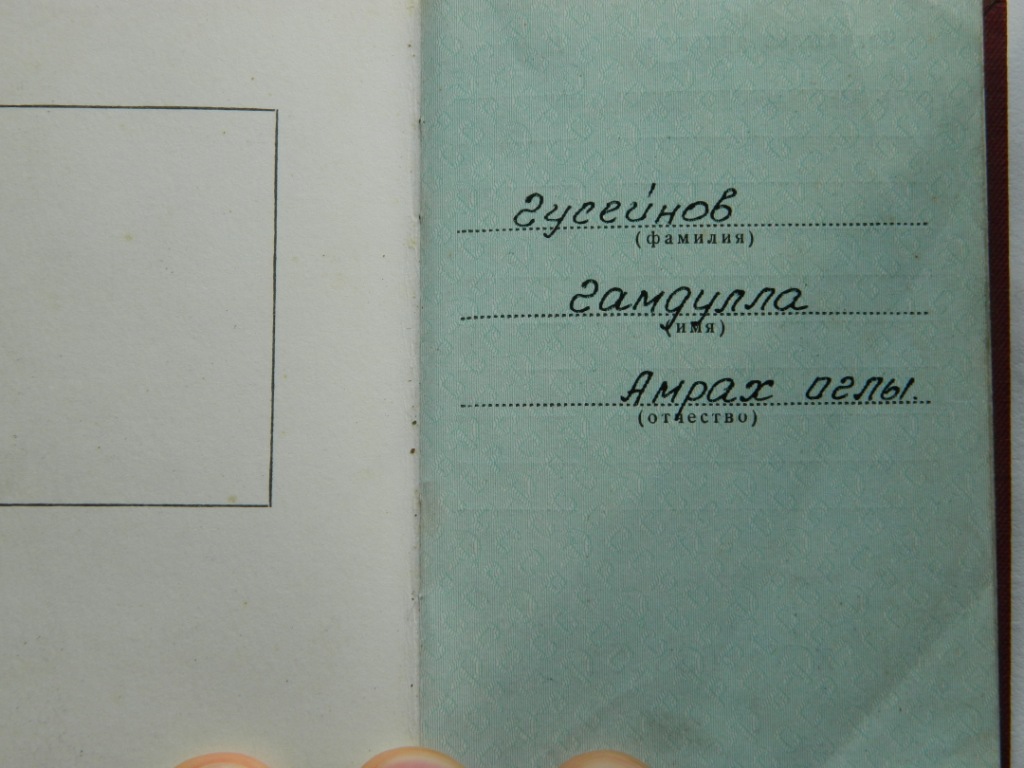 Гусейнов
(фамилия)
Гамдулла
(имя)
Амрах оглы.
(отчество)